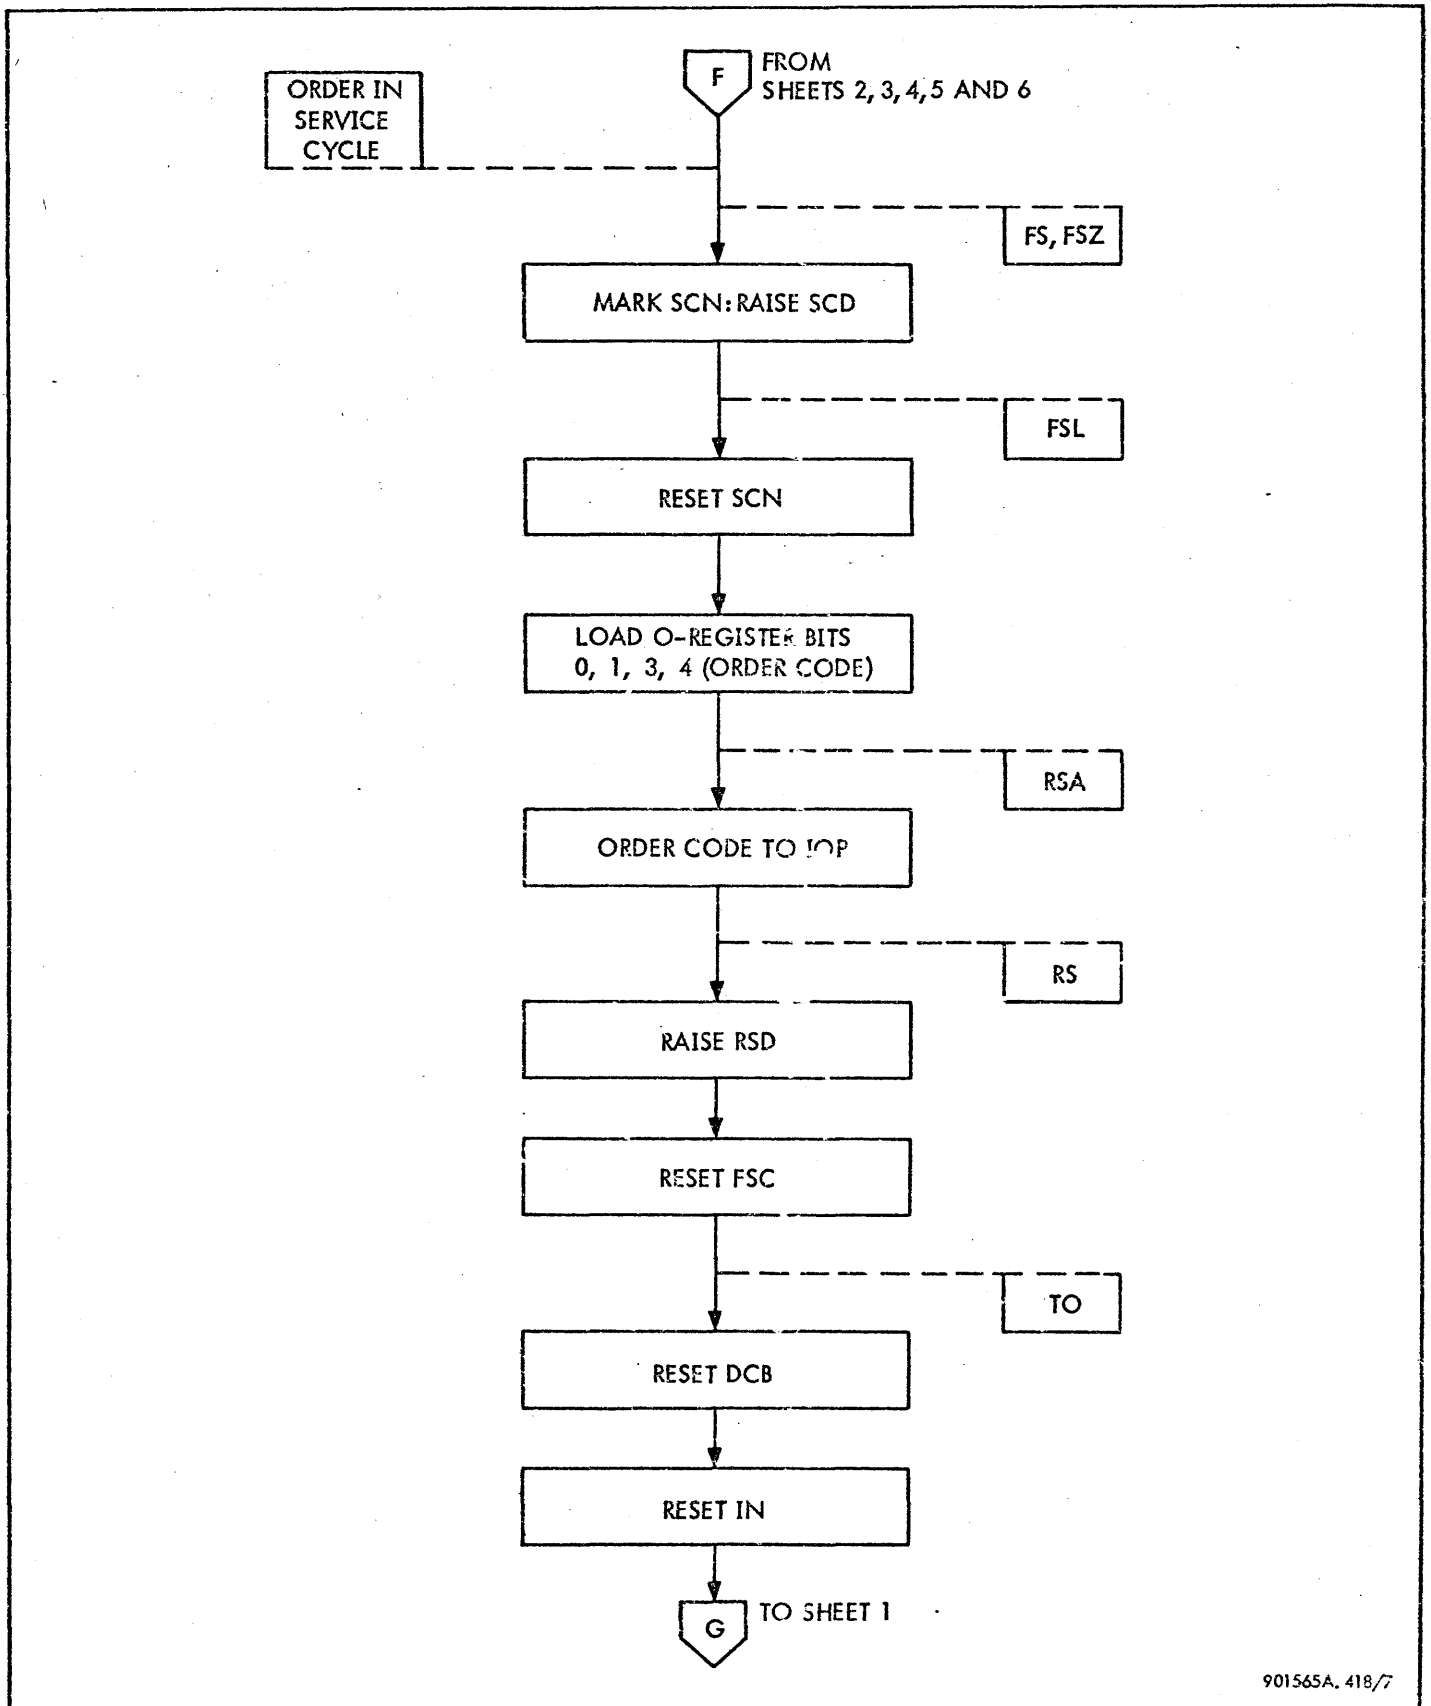 F
FROM
SHEETS 2, 3, 4, 5 AND 6
ORDER IN
SERVICE
CYCLE
FS, FSZ
MARK SCN: RAISE SCD
FSL
RESET SCN
LOAD O-REGISTER BITS
0, 1, 3, 4 (ORDER CODE)
RSA
ORDER CODE TO IOP
RS
RAISE RSD
RESET FSC
TO
RESET DCB
RESET IN
G
TO SHEET 1
901565A. 418/7